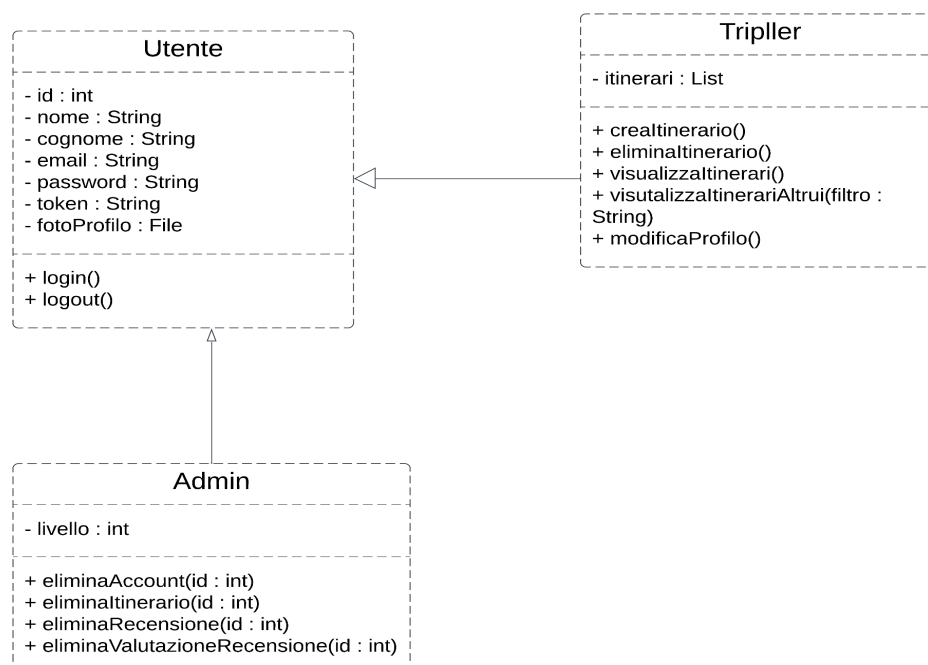 Utente
- id : int
- nome : String
- cognome : String
- email : String
- password : String
- token : String
- fotoProfilo : File
+ login()
+ logout()
Tripller
- itinerari : List
+ creaItinerario()
+ eliminaItinerario()
+ visualizzaItinerari()
+ visutalizzaItinerariAltrui(filtro :
String)
+ modificaProfilo()
Admin
- livello : int
+ eliminaAccount(id : int)
+ eliminaItinerario(id : int)
+ eliminaRecensione(id : int)
+ eliminaValutazioneRecensione(id : int)